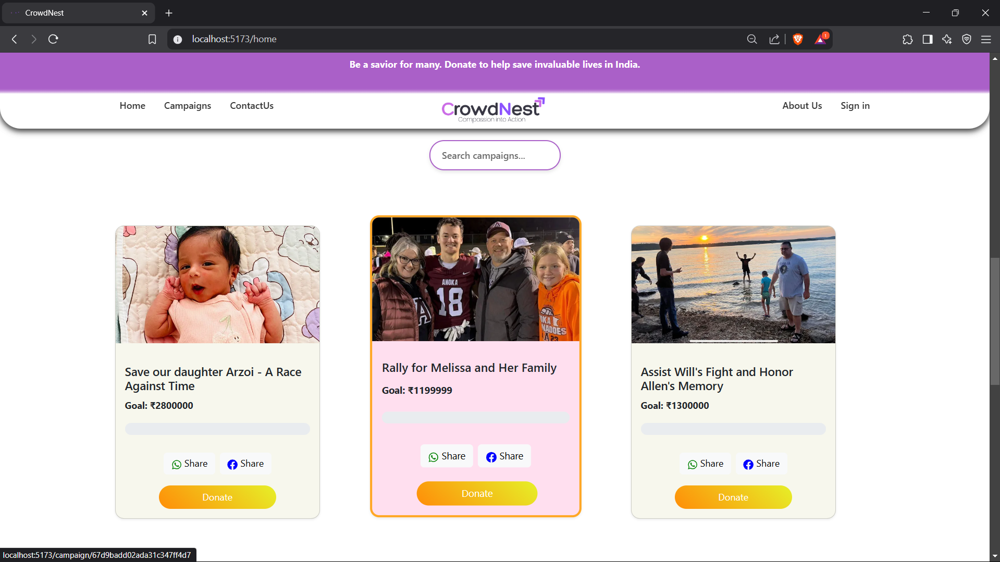 CrowdNest
localhost:5173/home
1
Be a savior for many. Donate to help save invaluable lives in India.
Home Campaigns ContactUs
CrowdNest
Compassion into Action
About Us Sign in
Search campaigns...
Save our daughter Arzoi - A Race
Against Time
Goal: ₹2800000
Share Share
Donate
ANOKA
18
A
A
A 23
Rally for Melissa and Her Family
Goal: ₹1199999
Share Share
Donate
Assist Will's Fight and Honor
Allen's Memory
Goal: ₹1300000
Share Share
Donate
localhost:5173/campaign/67d9badd02ada31c347ff4d7